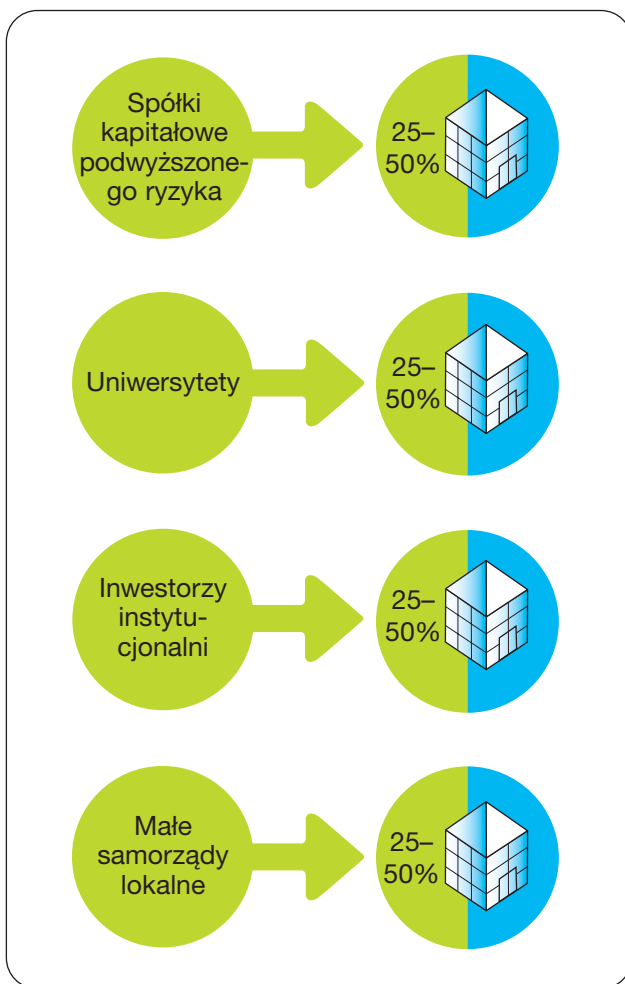 Spółki
kapitałowe
podwyższone-
go ryzyka
25–
50%
Uniwersytety
25–
50%
Inwestorzy
instytu-
cjonalni
25–
50%
Małe
samorządy
lokalne
25–
50%